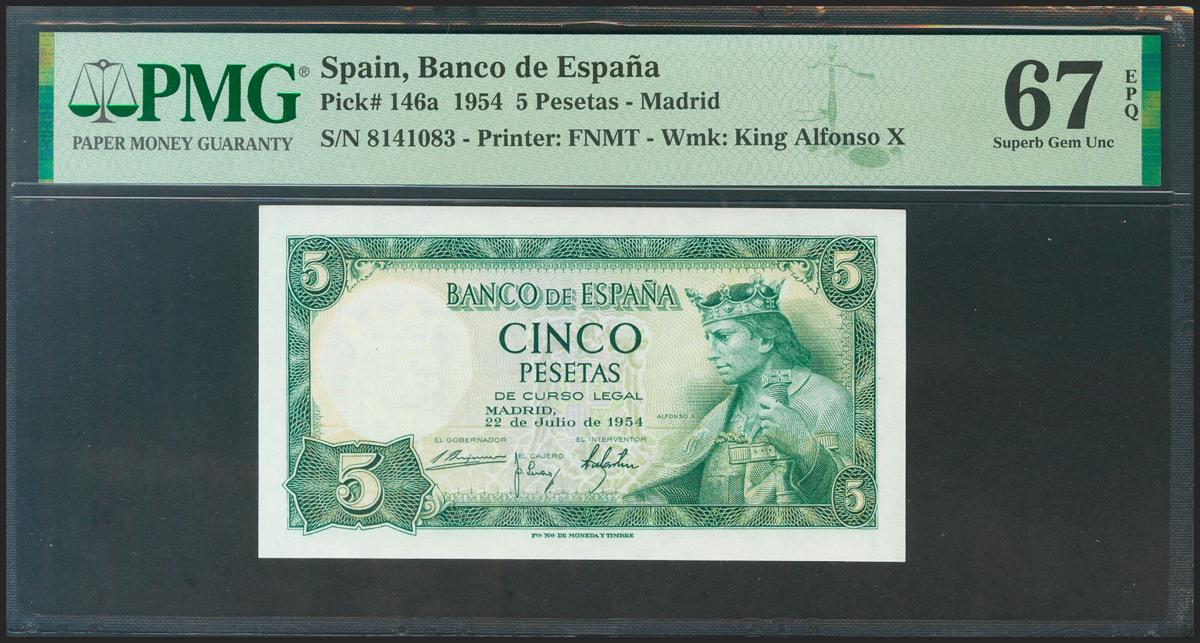 PMG®
PAPER MONEY GUARANTY
Spain, Banco de España
Pick# 146a 1954 5 Pesetas - Madrid
S/N 8141083 - Printer: FNMT - Wmk: King Alfonso X
67
EPQ
Superb Gem Unc
5
5
BANCO DE ESPAÑA
CINCO
PESETAS
DE CURSO LEGAL
MADRID,
22 de Julio de 1954
ALFONSO X
EL GOBERNADOR
EL CAJERO
EL INTERVENTOR
5
5
Fca Nal DE MONEDA Y TIMBRE